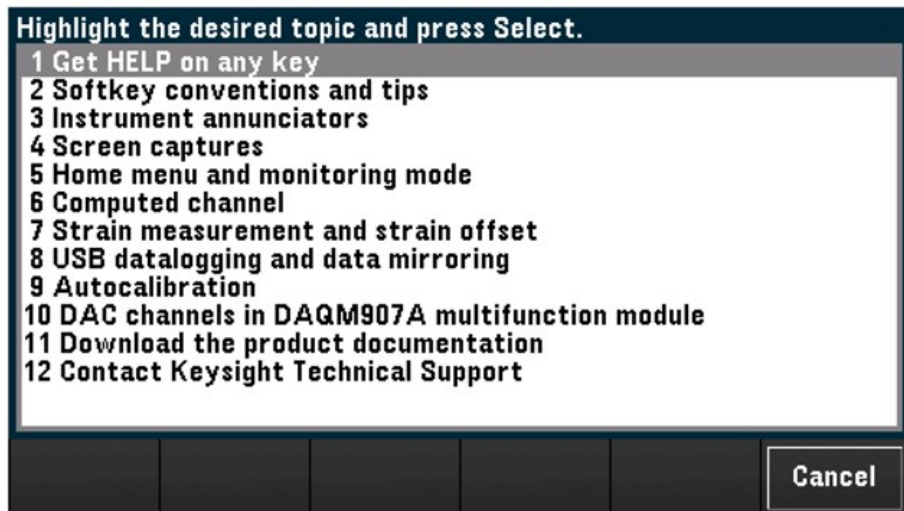 Highlight the desired topic and press Select.
1 Get HELP on any key
2 Softkey conventions and tips
3 Instrument annunciators
4 Screen captures
5 Home menu and monitoring mode
6 Computed channel
7 Strain measurement and strain offset
8 USB datalogging and data mirroring
9 Autocalibration
10 DAC channels in DAQM907A multifunction module
11 Download the product documentation
12 Contact Keysight Technical Support
Cancel